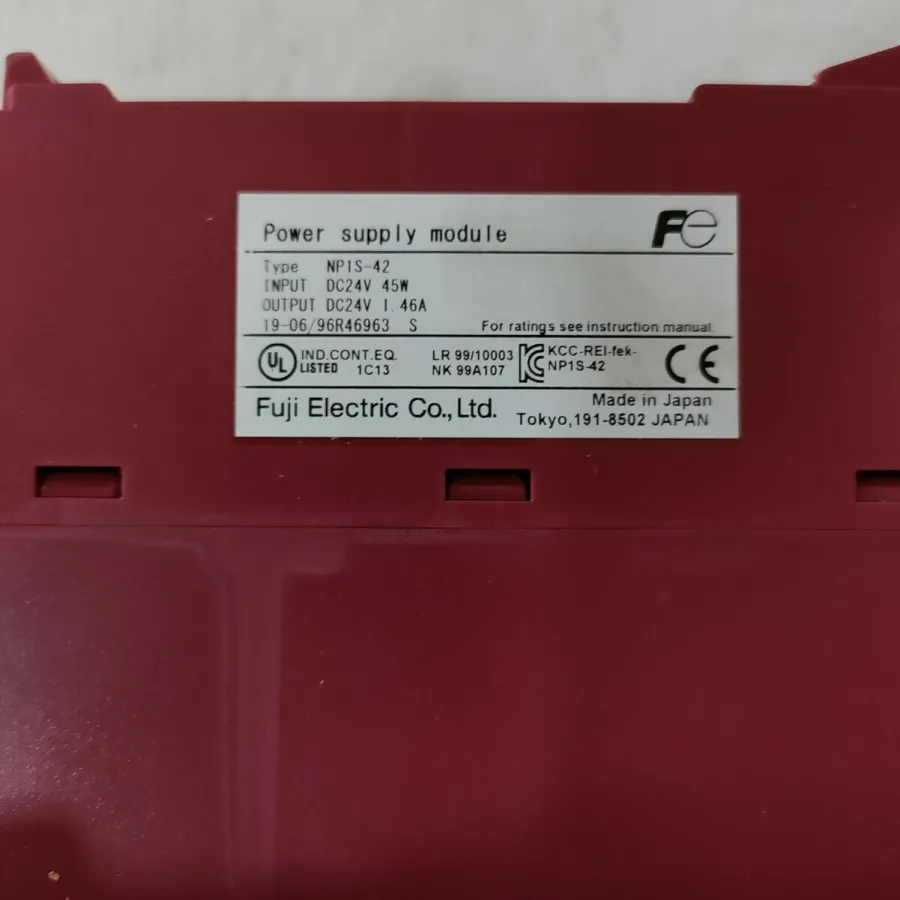 Power supply module Fe
Type NP1S-42
INPUT DC24V 45W
OUTPUT DC24V 1.46A
19-06/96R46963 S For ratings see instruction manual.
UL IND.CONT.EQ. LR 99/10003 KCC-REI-fek-
LISTED 1C13 NK 99A107 NP1S-42 CE
Fuji Electric Co.,Ltd. Made in Japan
Tokyo,191-8502 JAPAN